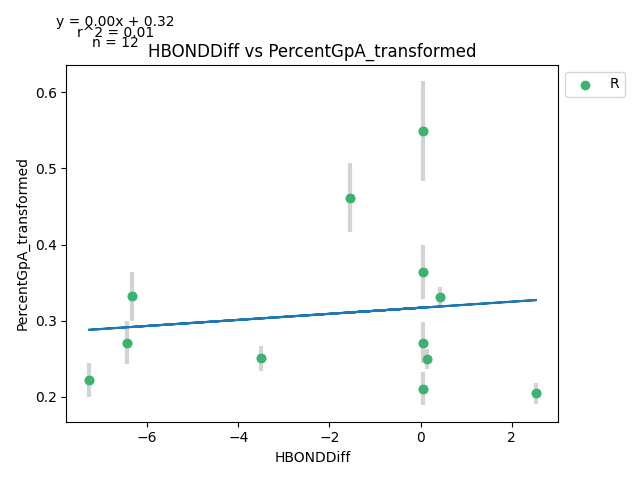 y = 0.00x + 0.32
r^2 = 0.01
n = 12
HBONDDiff vs PercentGpA_transformed
R
PercentGpA_transformed
0.6
0.5
0.4
0.3
0.2
−6
−4
−2
0
2
HBONDDiff